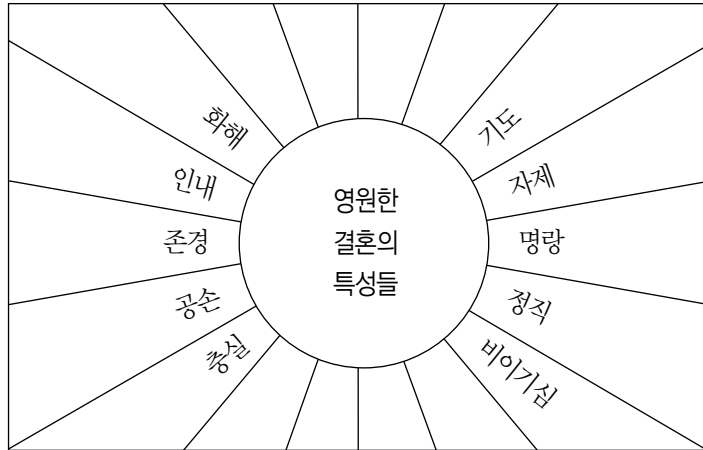 영원한
결혼의
특성들
기도
자제
명랑
정직
비이기심
충실
공손
존경
인내
화해